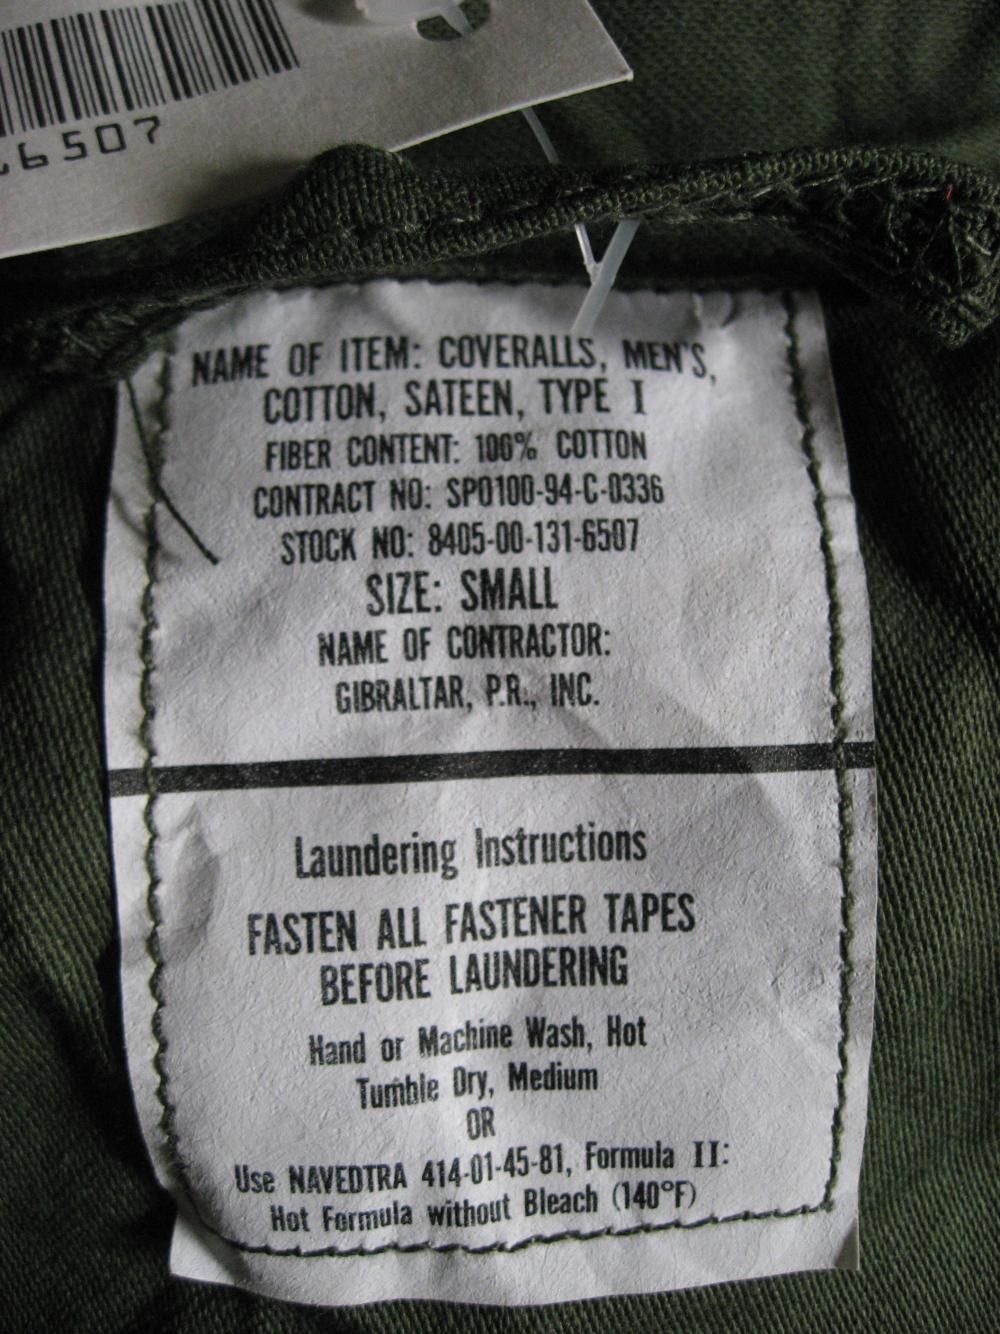 6507
NAME OF ITEM: COVERALLS, MEN'S,
COTTON, SATEEN, TYPE I
FIBER CONTENT: 100% COTTON
CONTRACT NO: SPO100-94-C-0336
STOCK NO: 8405-00-131-6507
SIZE: SMALL
NAME OF CONTRACTOR:
GIBRALTAR, P.R., INC.
Laundering Instructions
FASTEN ALL FASTENER TAPES
BEFORE LAUNDERING
Hand or Machine Wash, Hot
Tumble Dry, Medium
OR
Use NAVEDTRA 414-01-45-81, Formula II:
Hot Formula without Bleach (140°F)